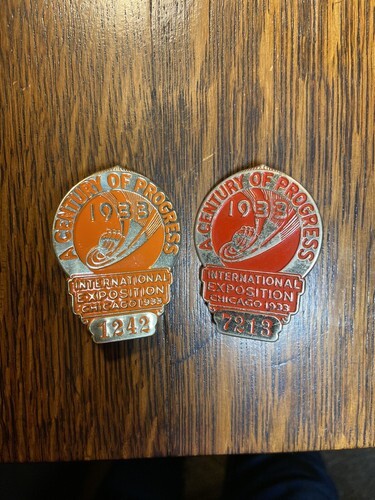 A CENTURY OF PROGRESS
1933
INTERNATIONAL
EXPOSITION
CHICAGO 1933
1242
A CENTURY OF PROGRESS
1933
INTERNATIONAL
EXPOSITION
CHICAGO 1933
7213